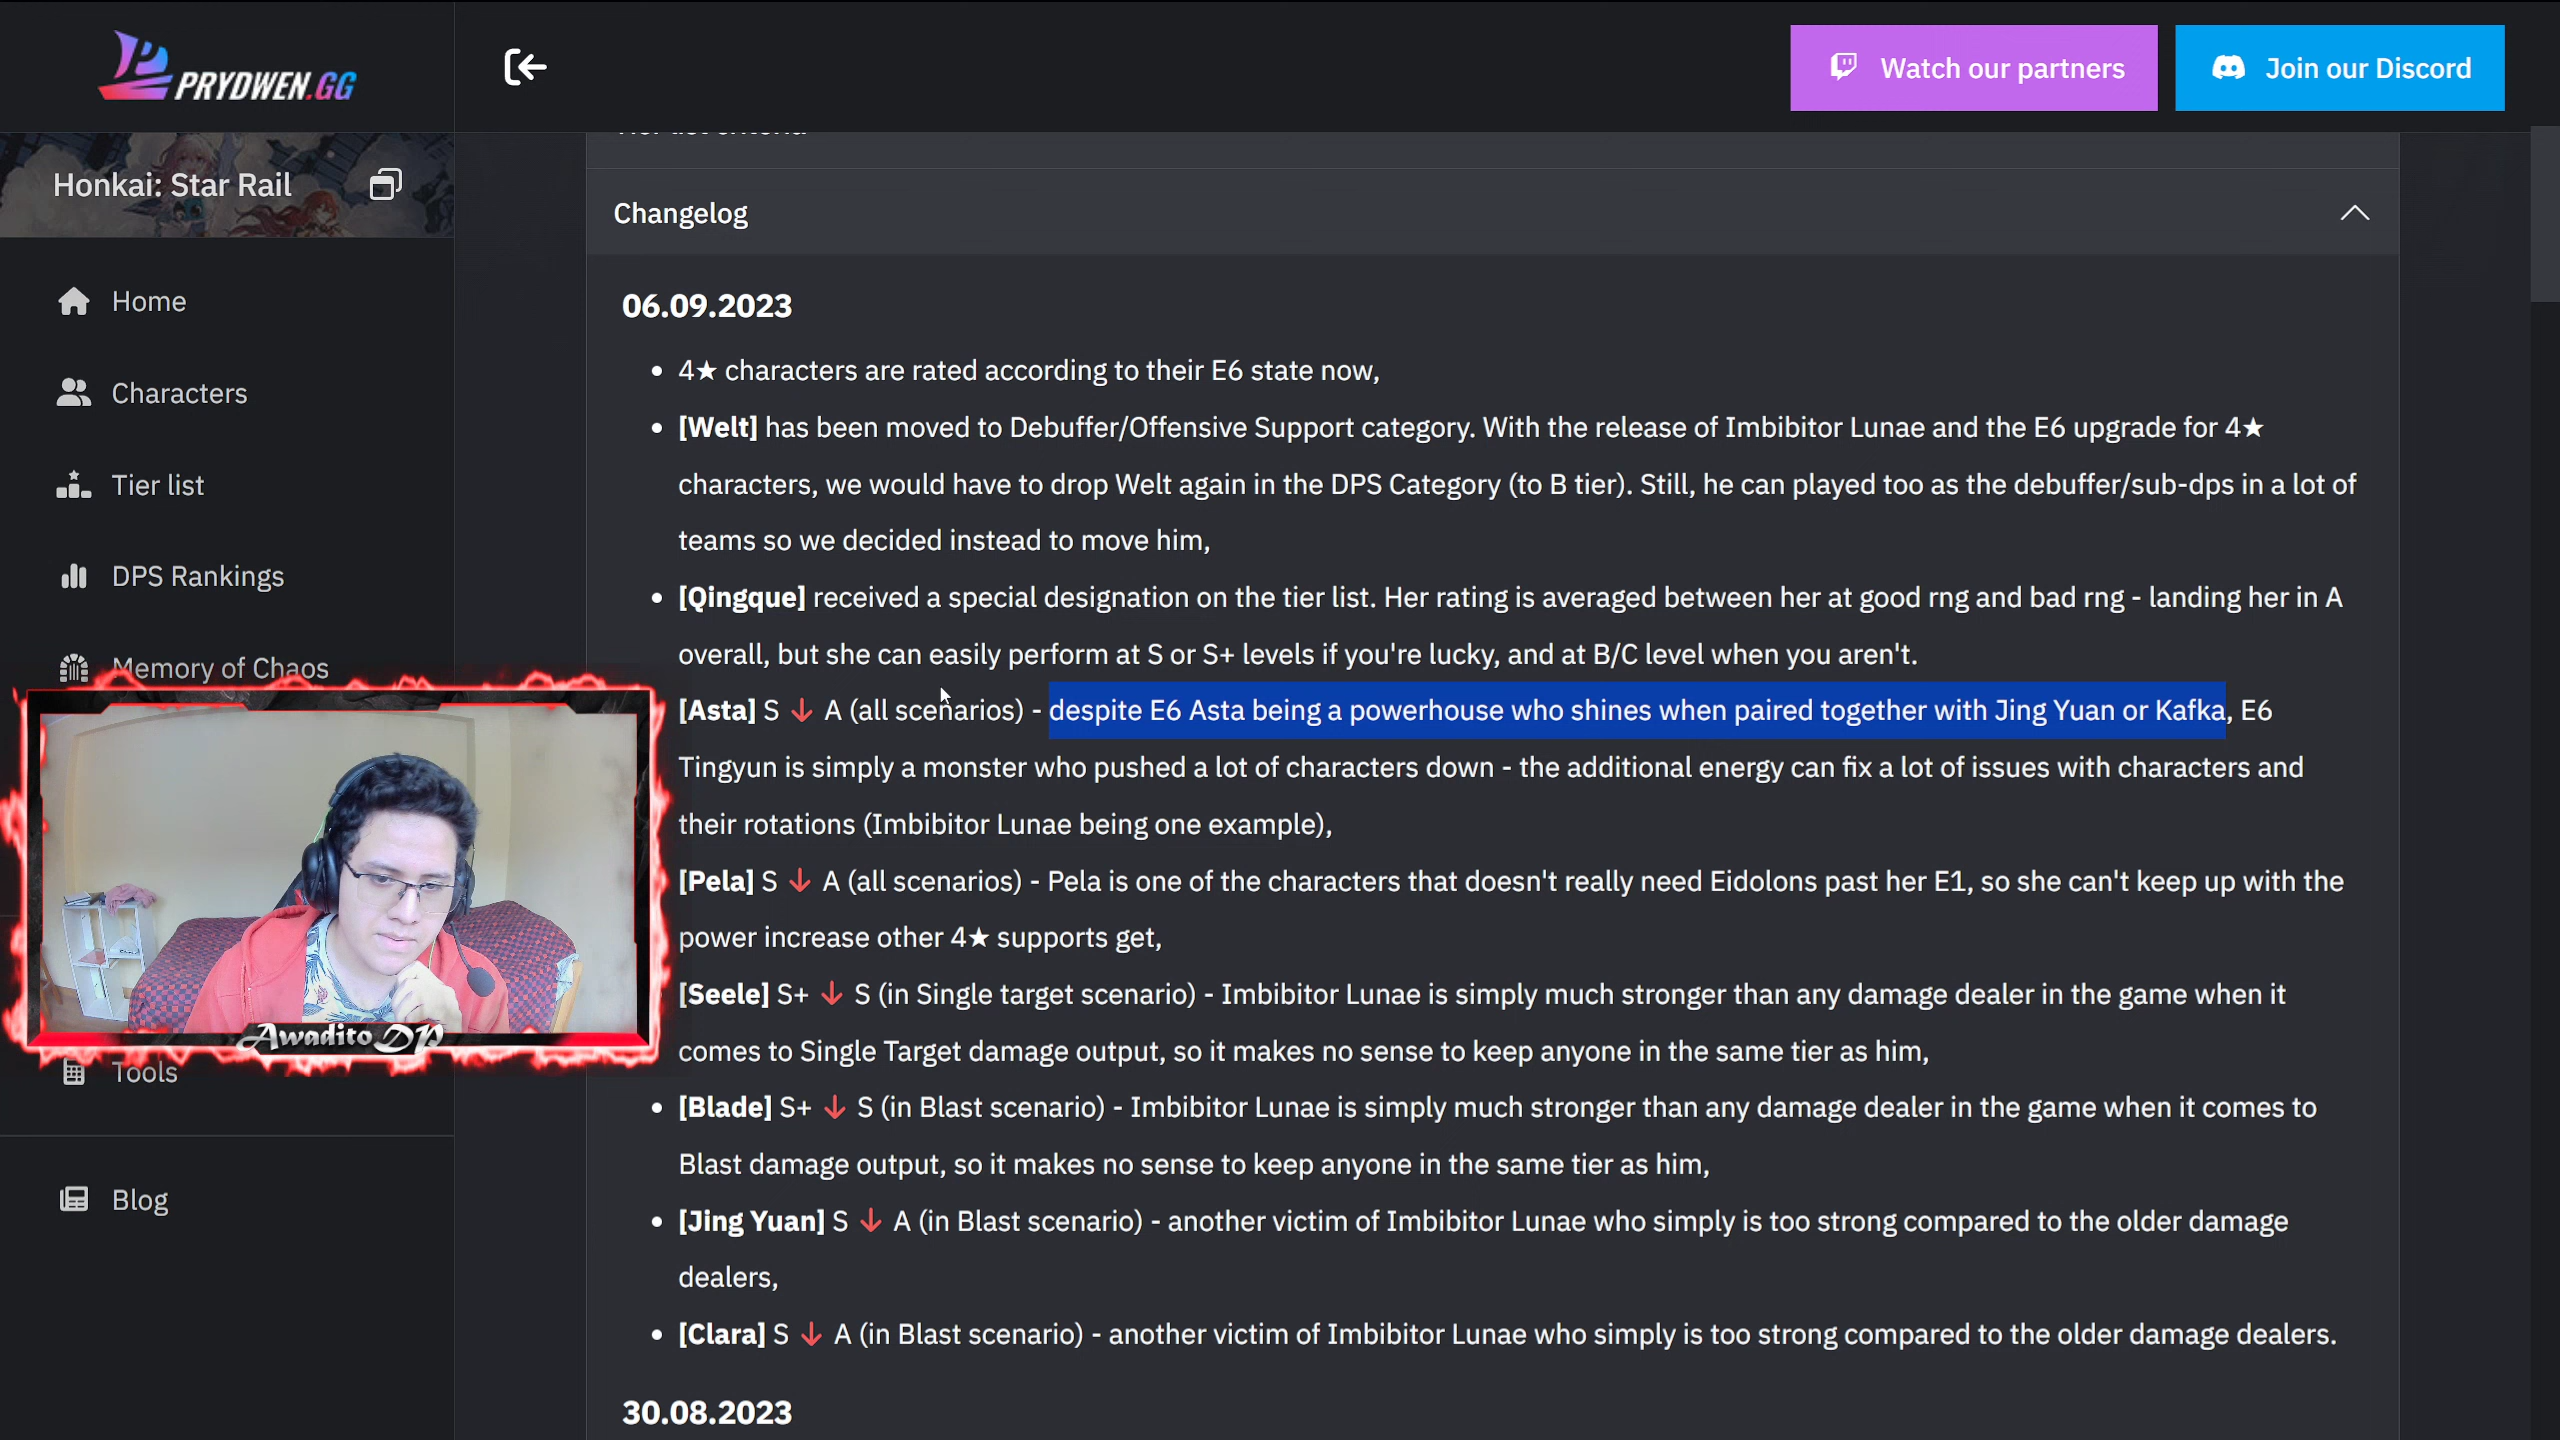 PRYDWEN.GG
Watch our partners
Join our Discord
Honkai: Star Rail
Home
Characters
Tier list
DPS Rankings
Memory of Chaos
Tools
Blog
Awadito DP
Changelog
06.09.2023
• 4★ characters are rated according to their E6 state now,
• [Welt] has been moved to Debuffer/Offensive Support category. With the release of Imbibitor Lunae and the E6 upgrade for 4★
characters, we would have to drop Welt again in the DPS Category (to B tier). Still, he can played too as the debuffer/sub-dps in a lot of
teams so we decided instead to move him,
• [Qingque] received a special designation on the tier list. Her rating is averaged between her at good rng and bad rng - landing her in A
overall, but she can easily perform at S or S+ levels if you're lucky, and at B/C level when you aren't.
[Asta] S ↓ A (all scenarios) - despite E6 Asta being a powerhouse who shines when paired together with Jing Yuan or Kafka, E6
Tingyun is simply a monster who pushed a lot of characters down - the additional energy can fix a lot of issues with characters and
their rotations (Imbibitor Lunae being one example),
[Pela] S ↓ A (all scenarios) - Pela is one of the characters that doesn't really need Eidolons past her E1, so she can't keep up with the
power increase other 4★ supports get,
[Seele] S+ ↓ S (in Single target scenario) - Imbibitor Lunae is simply much stronger than any damage dealer in the game when it
comes to Single Target damage output, so it makes no sense to keep anyone in the same tier as him,
• [Blade] S+ ↓ S (in Blast scenario) - Imbibitor Lunae is simply much stronger than any damage dealer in the game when it comes to
Blast damage output, so it makes no sense to keep anyone in the same tier as him,
• [Jing Yuan] S ↓ A (in Blast scenario) - another victim of Imbibitor Lunae who simply is too strong compared to the older damage
dealers,
• [Clara] S ↓ A (in Blast scenario) - another victim of Imbibitor Lunae who simply is too strong compared to the older damage dealers.
30.08.2023